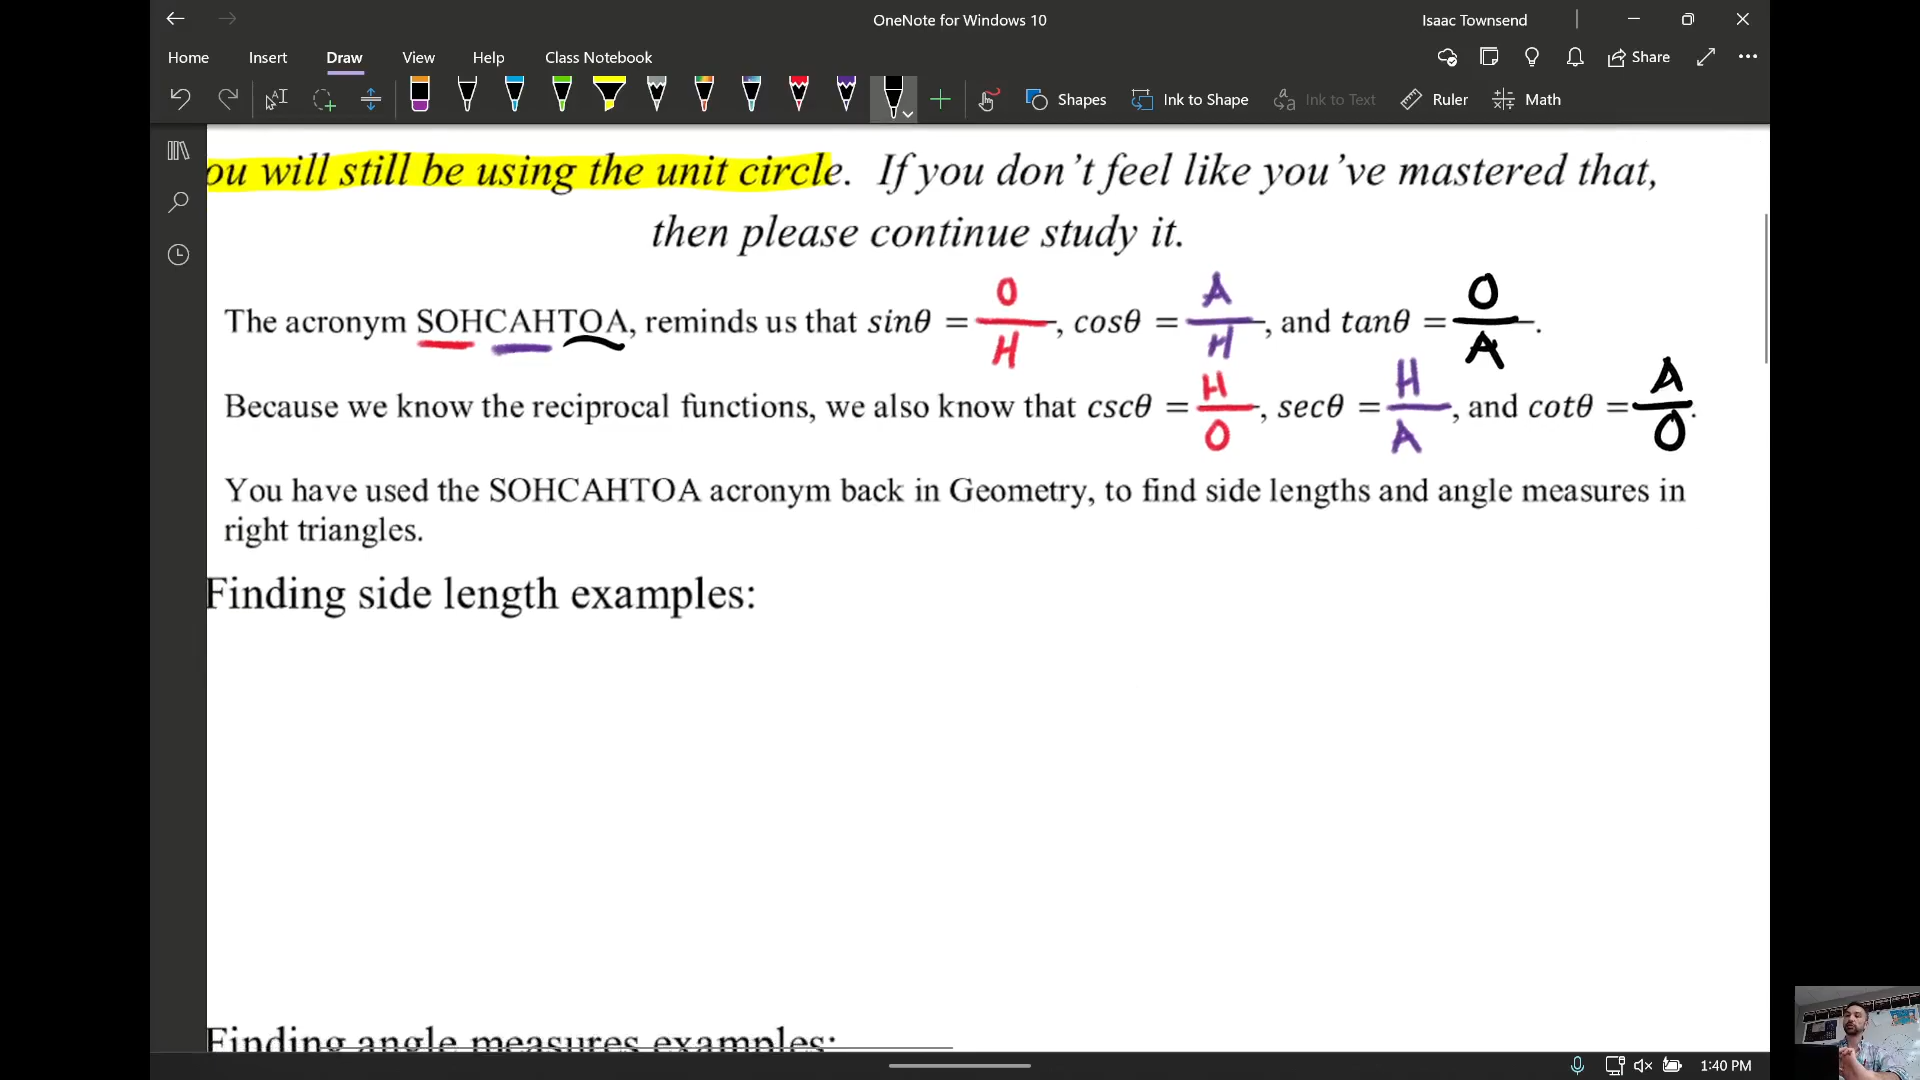 OneNote for Windows 10
Isaac Townsend
Home Insert Draw View Help Class Notebook
Share
Shapes Ink to Shape Ink to Text Ruler Math
ou will still be using the unit circle. If you don't feel like you've mastered that,
then please continue study it.
The acronym SOHCAHTOA, reminds us that sinθ = O/H, cosθ = A/H, and tanθ = O/A.
Because we know the reciprocal functions, we also know that cscθ = H/O, secθ = H/A, and cotθ = A/O.
You have used the SOHCAHTOA acronym back in Geometry, to find side lengths and angle measures in
right triangles.
Finding side length examples:
Finding angle measures examples:
1:40 PM